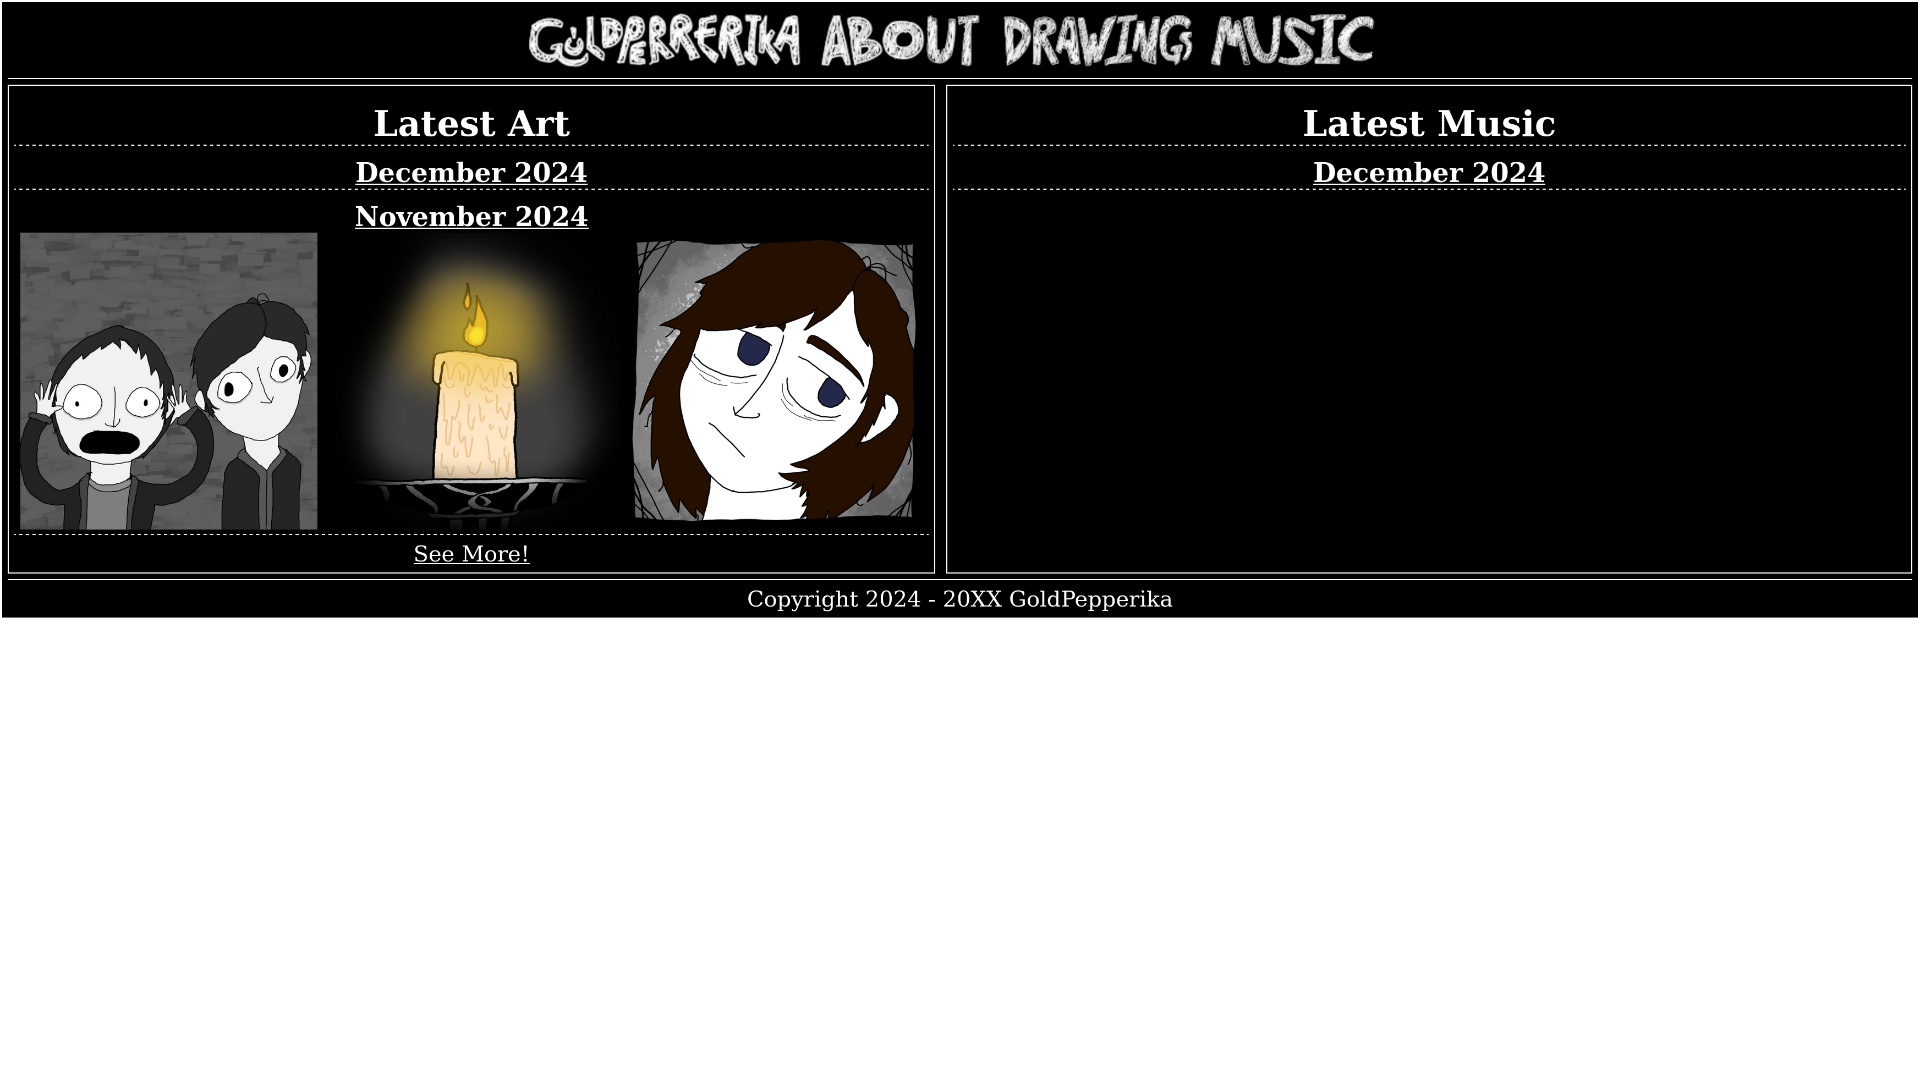 GOLDPEPPERIKA ABOUT DRAWING MUSIC
Latest Art
December 2024
November 2024
See More!
Latest Music
December 2024
Copyright 2024 - 20XX GoldPepperika